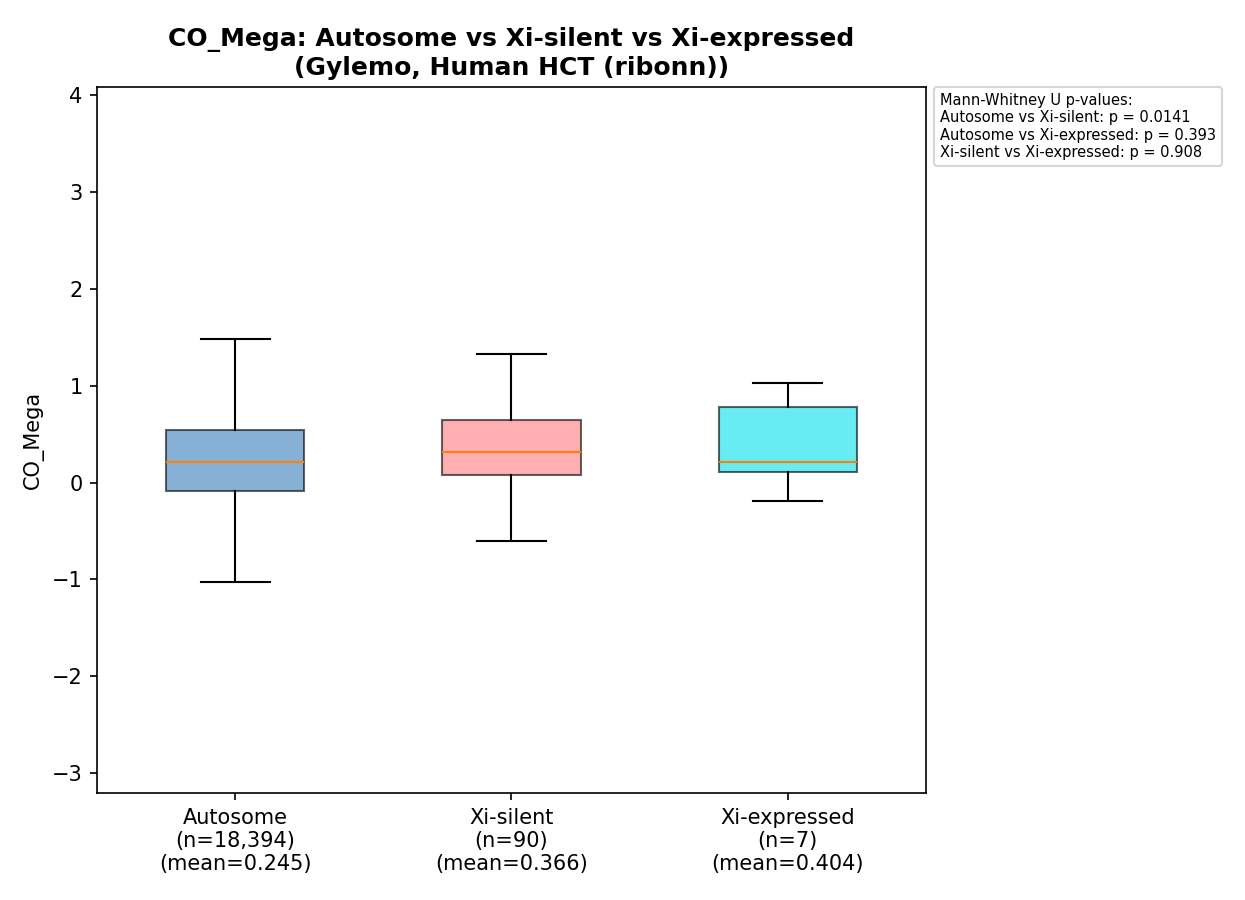 CO_Mega: Autosome vs Xi-silent vs Xi-expressed
(Gylemo, Human HCT (ribonn))
Mann-Whitney U p-values:
Autosome vs Xi-silent: p = 0.0141
Autosome vs Xi-expressed: p = 0.393
Xi-silent vs Xi-expressed: p = 0.908
CO_Mega
4
3
2
1
0
−1
−2
−3
Autosome
(n=18,394)
(mean=0.245)
Xi-silent
(n=90)
(mean=0.366)
Xi-expressed
(n=7)
(mean=0.404)